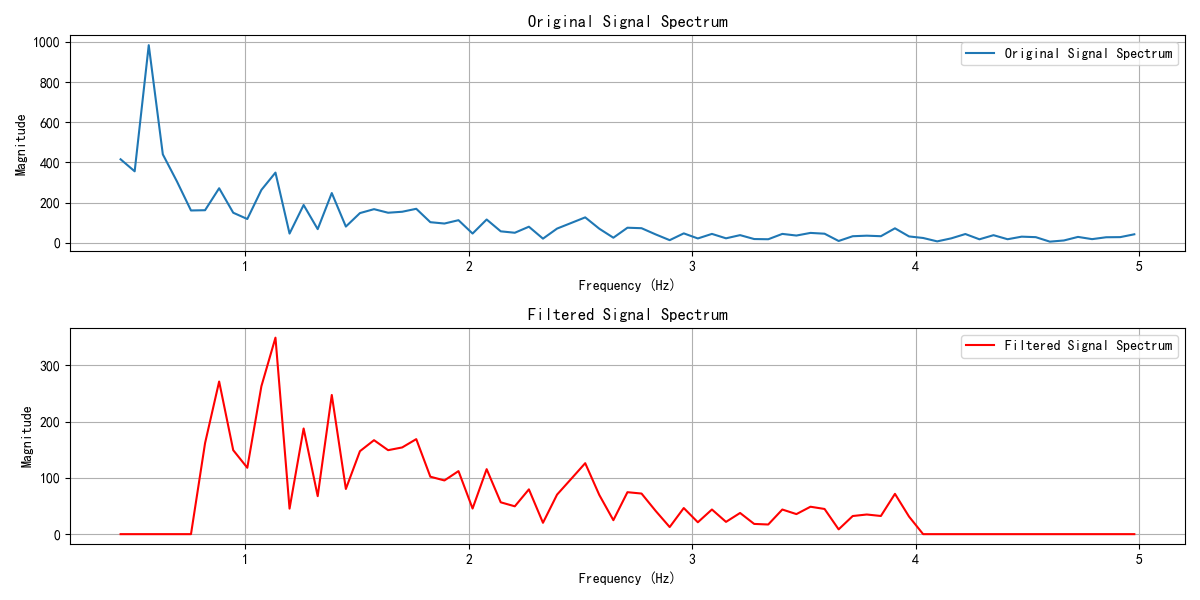 Original Signal Spectrum
1000
800
600
400
200
0
Magnitude
Original Signal Spectrum
1 2 3 4 5
Frequency (Hz)
Filtered Signal Spectrum
300
200
100
0
Magnitude
Filtered Signal Spectrum
1 2 3 4 5
Frequency (Hz)